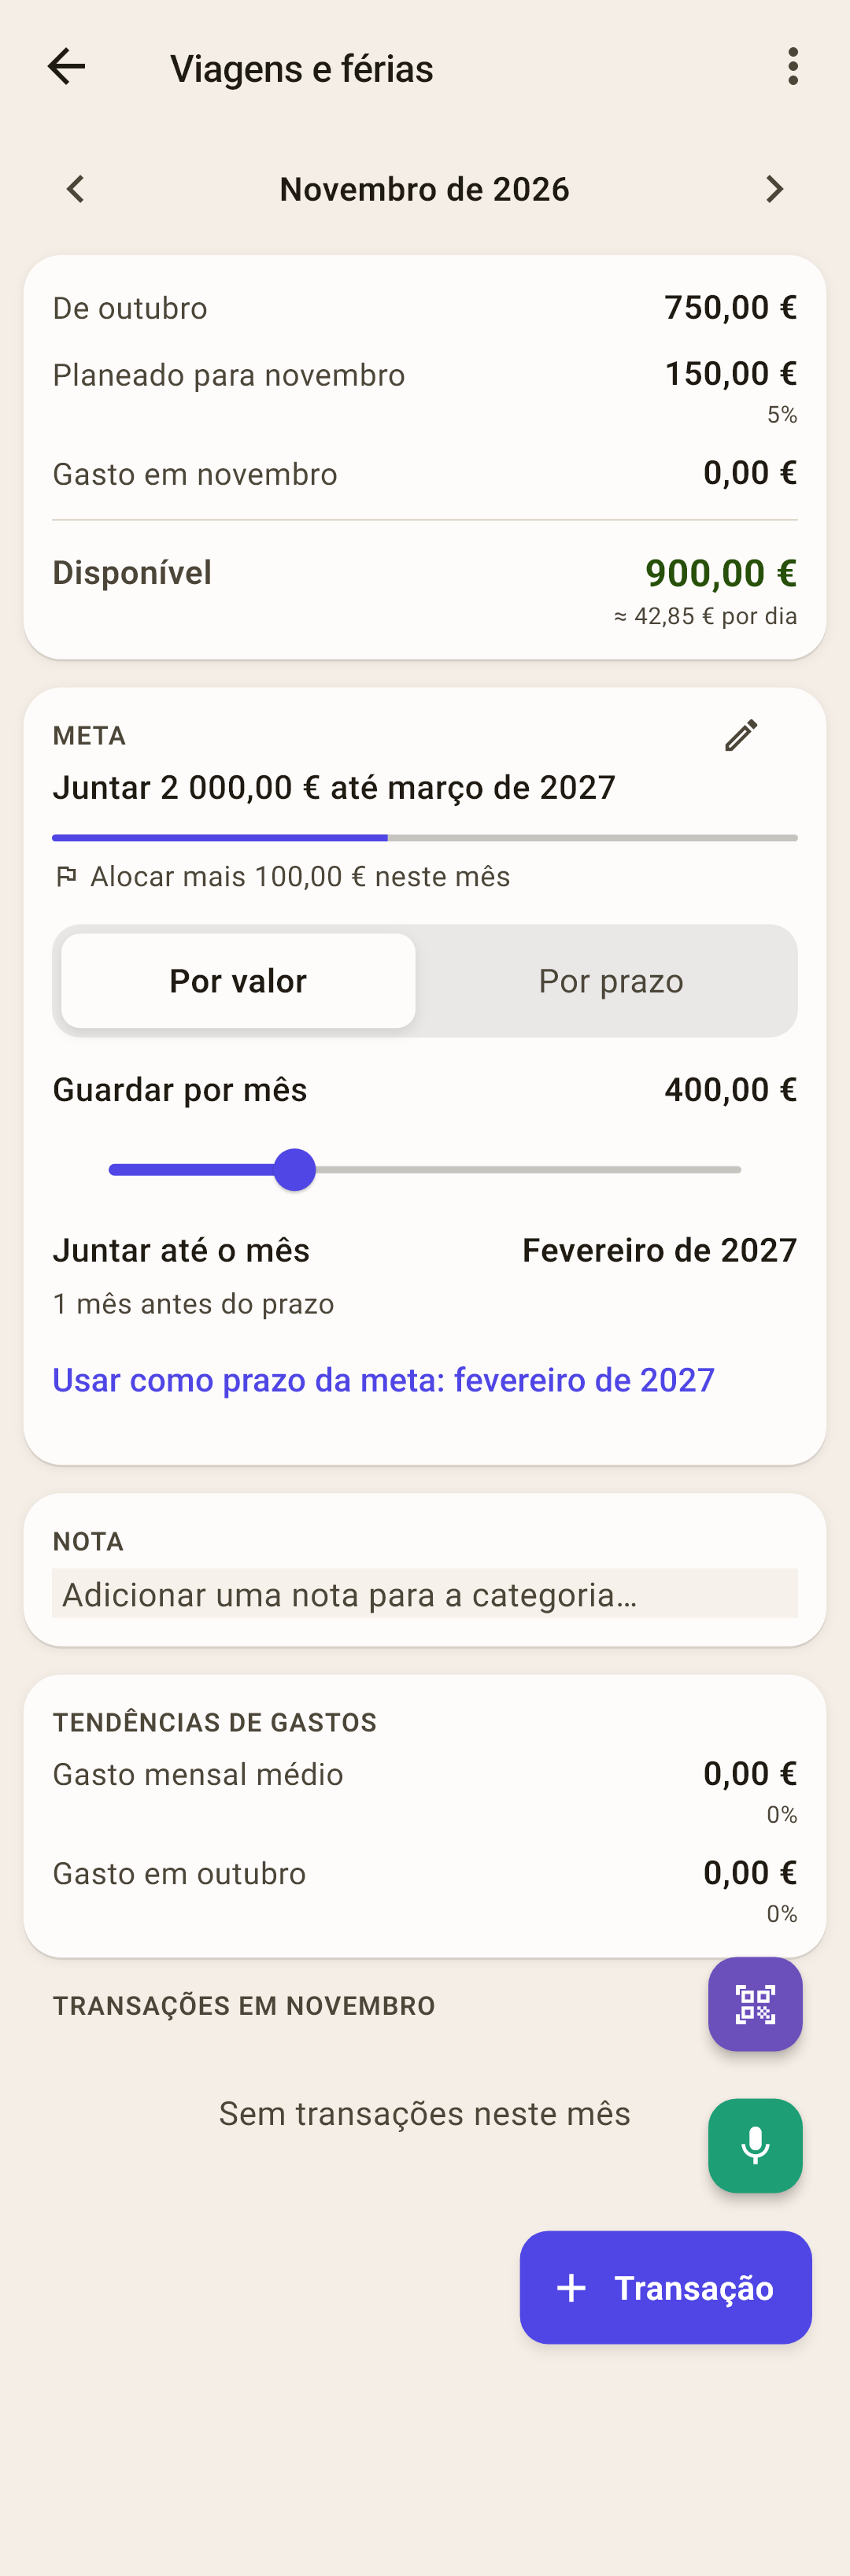 Viagens e férias
Novembro de 2026
De outubro 750,00 €
Planeado para novembro 150,00 €
5%
Gasto em novembro 0,00 €
Disponível 900,00 €
≈ 42,85 € por dia
META
Juntar 2 000,00 € até março de 2027
Alocar mais 100,00 € neste mês
Por valor Por prazo
Guardar por mês 400,00 €
Juntar até o mês Fevereiro de 2027
1 mês antes do prazo
Usar como prazo da meta: fevereiro de 2027
NOTA
Adicionar uma nota para a categoria…
TENDÊNCIAS DE GASTOS
Gasto mensal médio 0,00 €
0%
Gasto em outubro 0,00 €
0%
TRANSAÇÕES EM NOVEMBRO
Sem transações neste mês
Transação